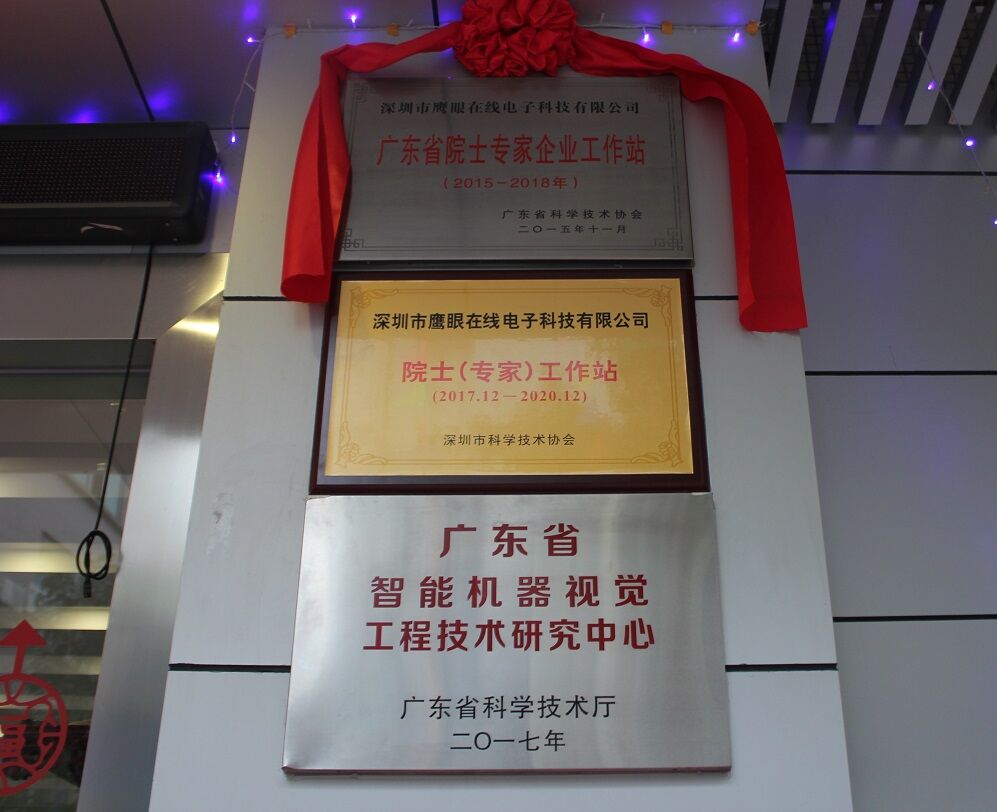 深圳市鹰眼在线电子科技有限公司
广东省院士专家企业工作站
（2015－2018年）
广东省科学技术协会
二〇一五年十一月
深圳市鹰眼在线电子科技有限公司
院士（专家）工作站
(2017.12－2020.12)
深圳市科学技术协会
广东省
智能机器视觉
工程技术研究中心
广东省科学技术厅
二〇一七年